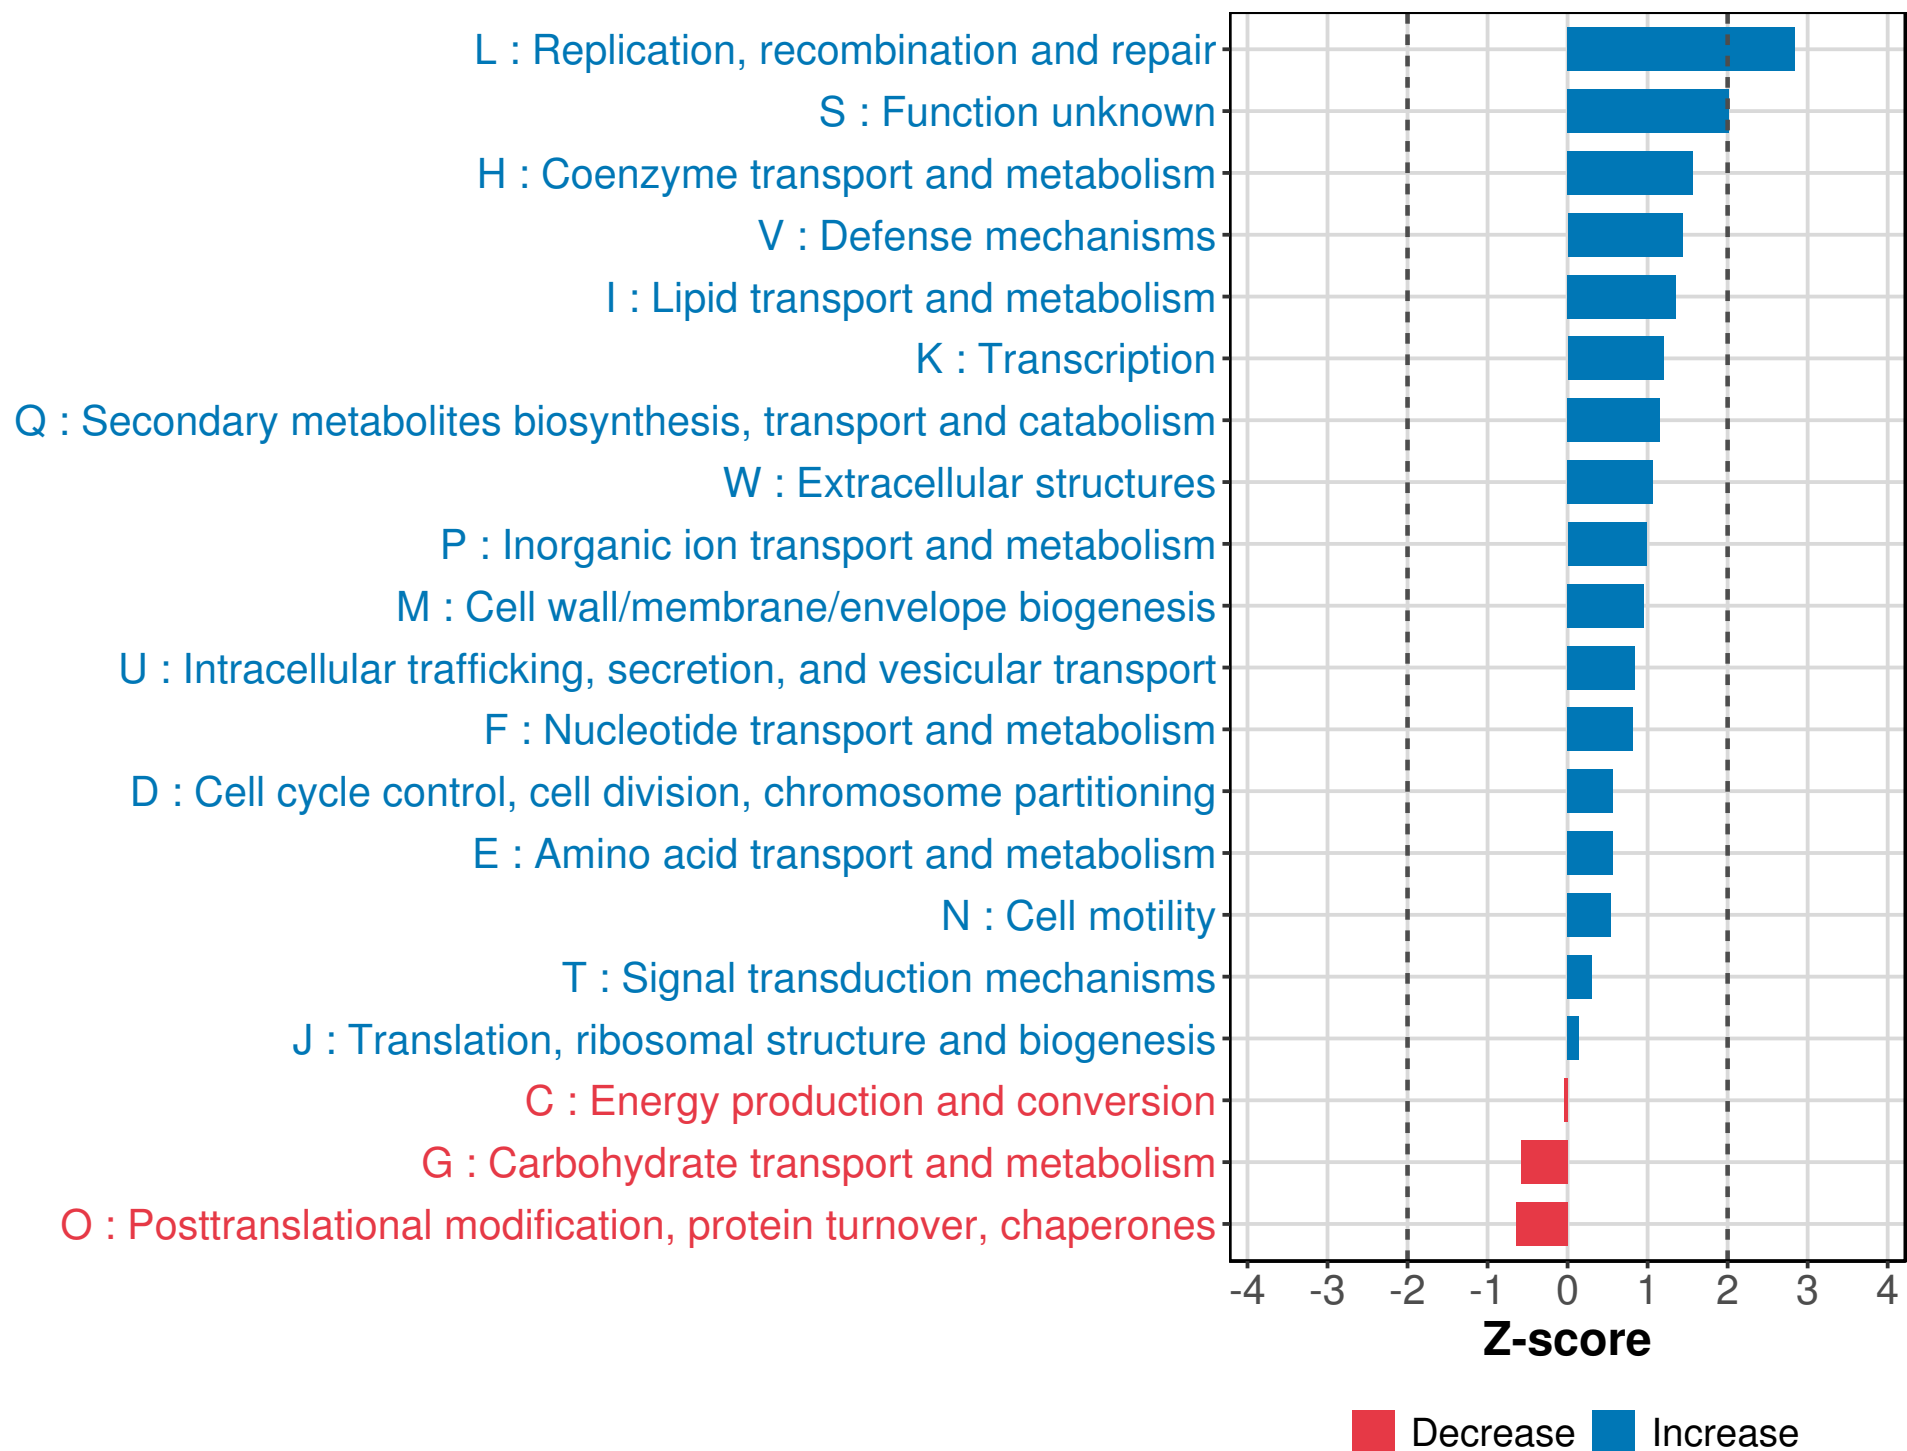 L : Replication, recombination and repair
S : Function unknown
H : Coenzyme transport and metabolism
V : Defense mechanisms
I : Lipid transport and metabolism
K : Transcription
Q : Secondary metabolites biosynthesis, transport and catabolism
W : Extracellular structures
P : Inorganic ion transport and metabolism
M : Cell wall/membrane/envelope biogenesis
U : Intracellular trafficking, secretion, and vesicular transport
F : Nucleotide transport and metabolism
D : Cell cycle control, cell division, chromosome partitioning
E : Amino acid transport and metabolism
N : Cell motility
T : Signal transduction mechanisms
J : Translation, ribosomal structure and biogenesis
C : Energy production and conversion
G : Carbohydrate transport and metabolism
O : Posttranslational modification, protein turnover, chaperones
-4 -3 -2 -1 0 1 2 3 4
Z-score
Decrease Increase